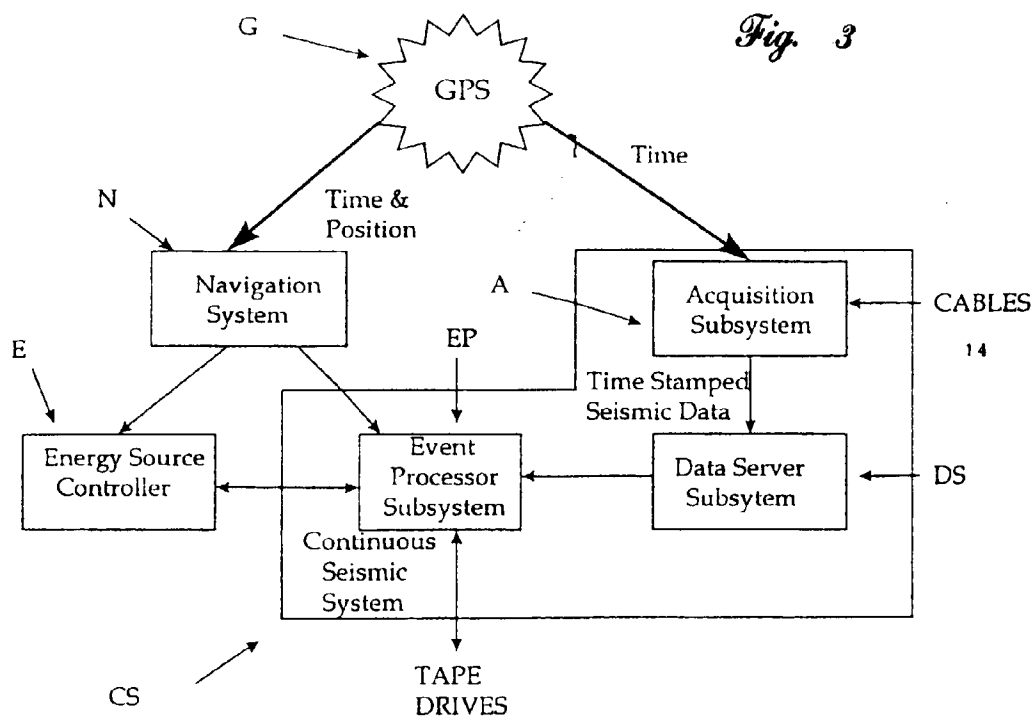 G
Fig. 3
GPS
Time
N
Time &
Position
Navigation
System
A
Acquisition
Subsystem
CABLES
14
E
EP
Time Stamped
Seismic Data
Energy Source
Controller
Event
Processor
Subsystem
Data Server
Subsytem
DS
Continuous
Seismic
System
CS
TAPE
DRIVES